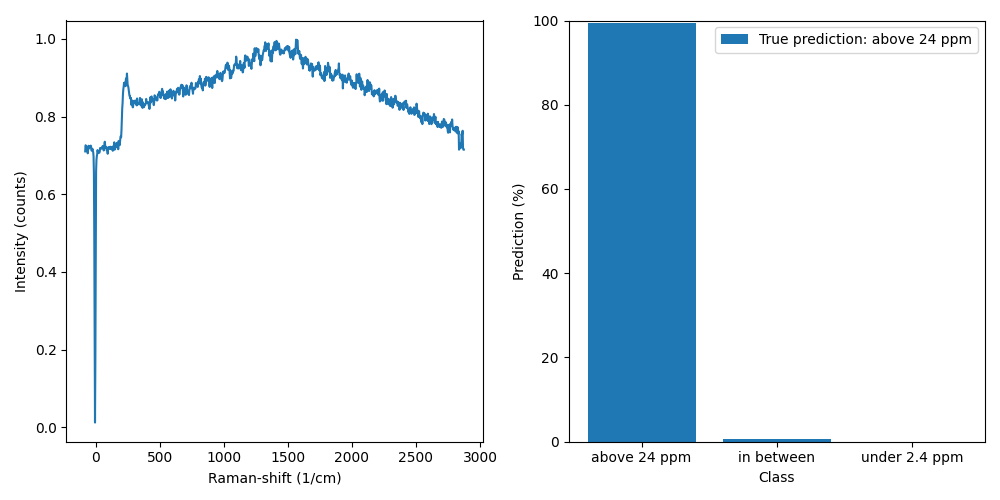 1.0
0.8
0.6
0.4
0.2
0.0
Intensity (counts)
0 500 1000 1500 2000 2500 3000
Raman-shift (1/cm)
100
80
60
40
20
0
Prediction (%)
True prediction: above 24 ppm
above 24 ppm in between under 2.4 ppm
Class